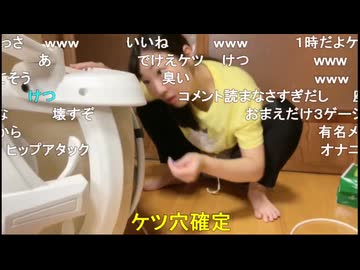 っさ　ｗｗｗ　いいね　ｗｗｗ　１時だよケ
あ　でけえケツ　けつ
そう　臭い　ｗｗｗ
けつ　コメント読まなさすぎだし
な　壊すぞ　おまえだけ３ゲー
から　有名
ヒップアタック　オナニ
ケツ穴確定